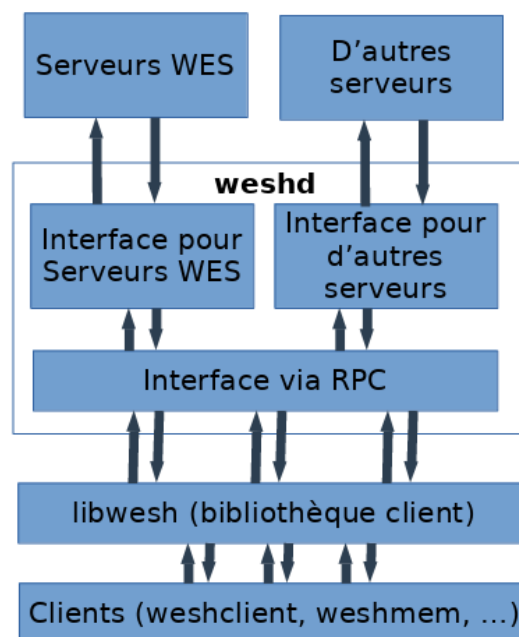 Serveurs WES
D’autres
serveurs
weshd
Interface pour
Serveurs WES
Interface pour
d’autres
serveurs
Interface via RPC
libwesh (bibliothèque client)
Clients (weshclient, weshmem, ...)